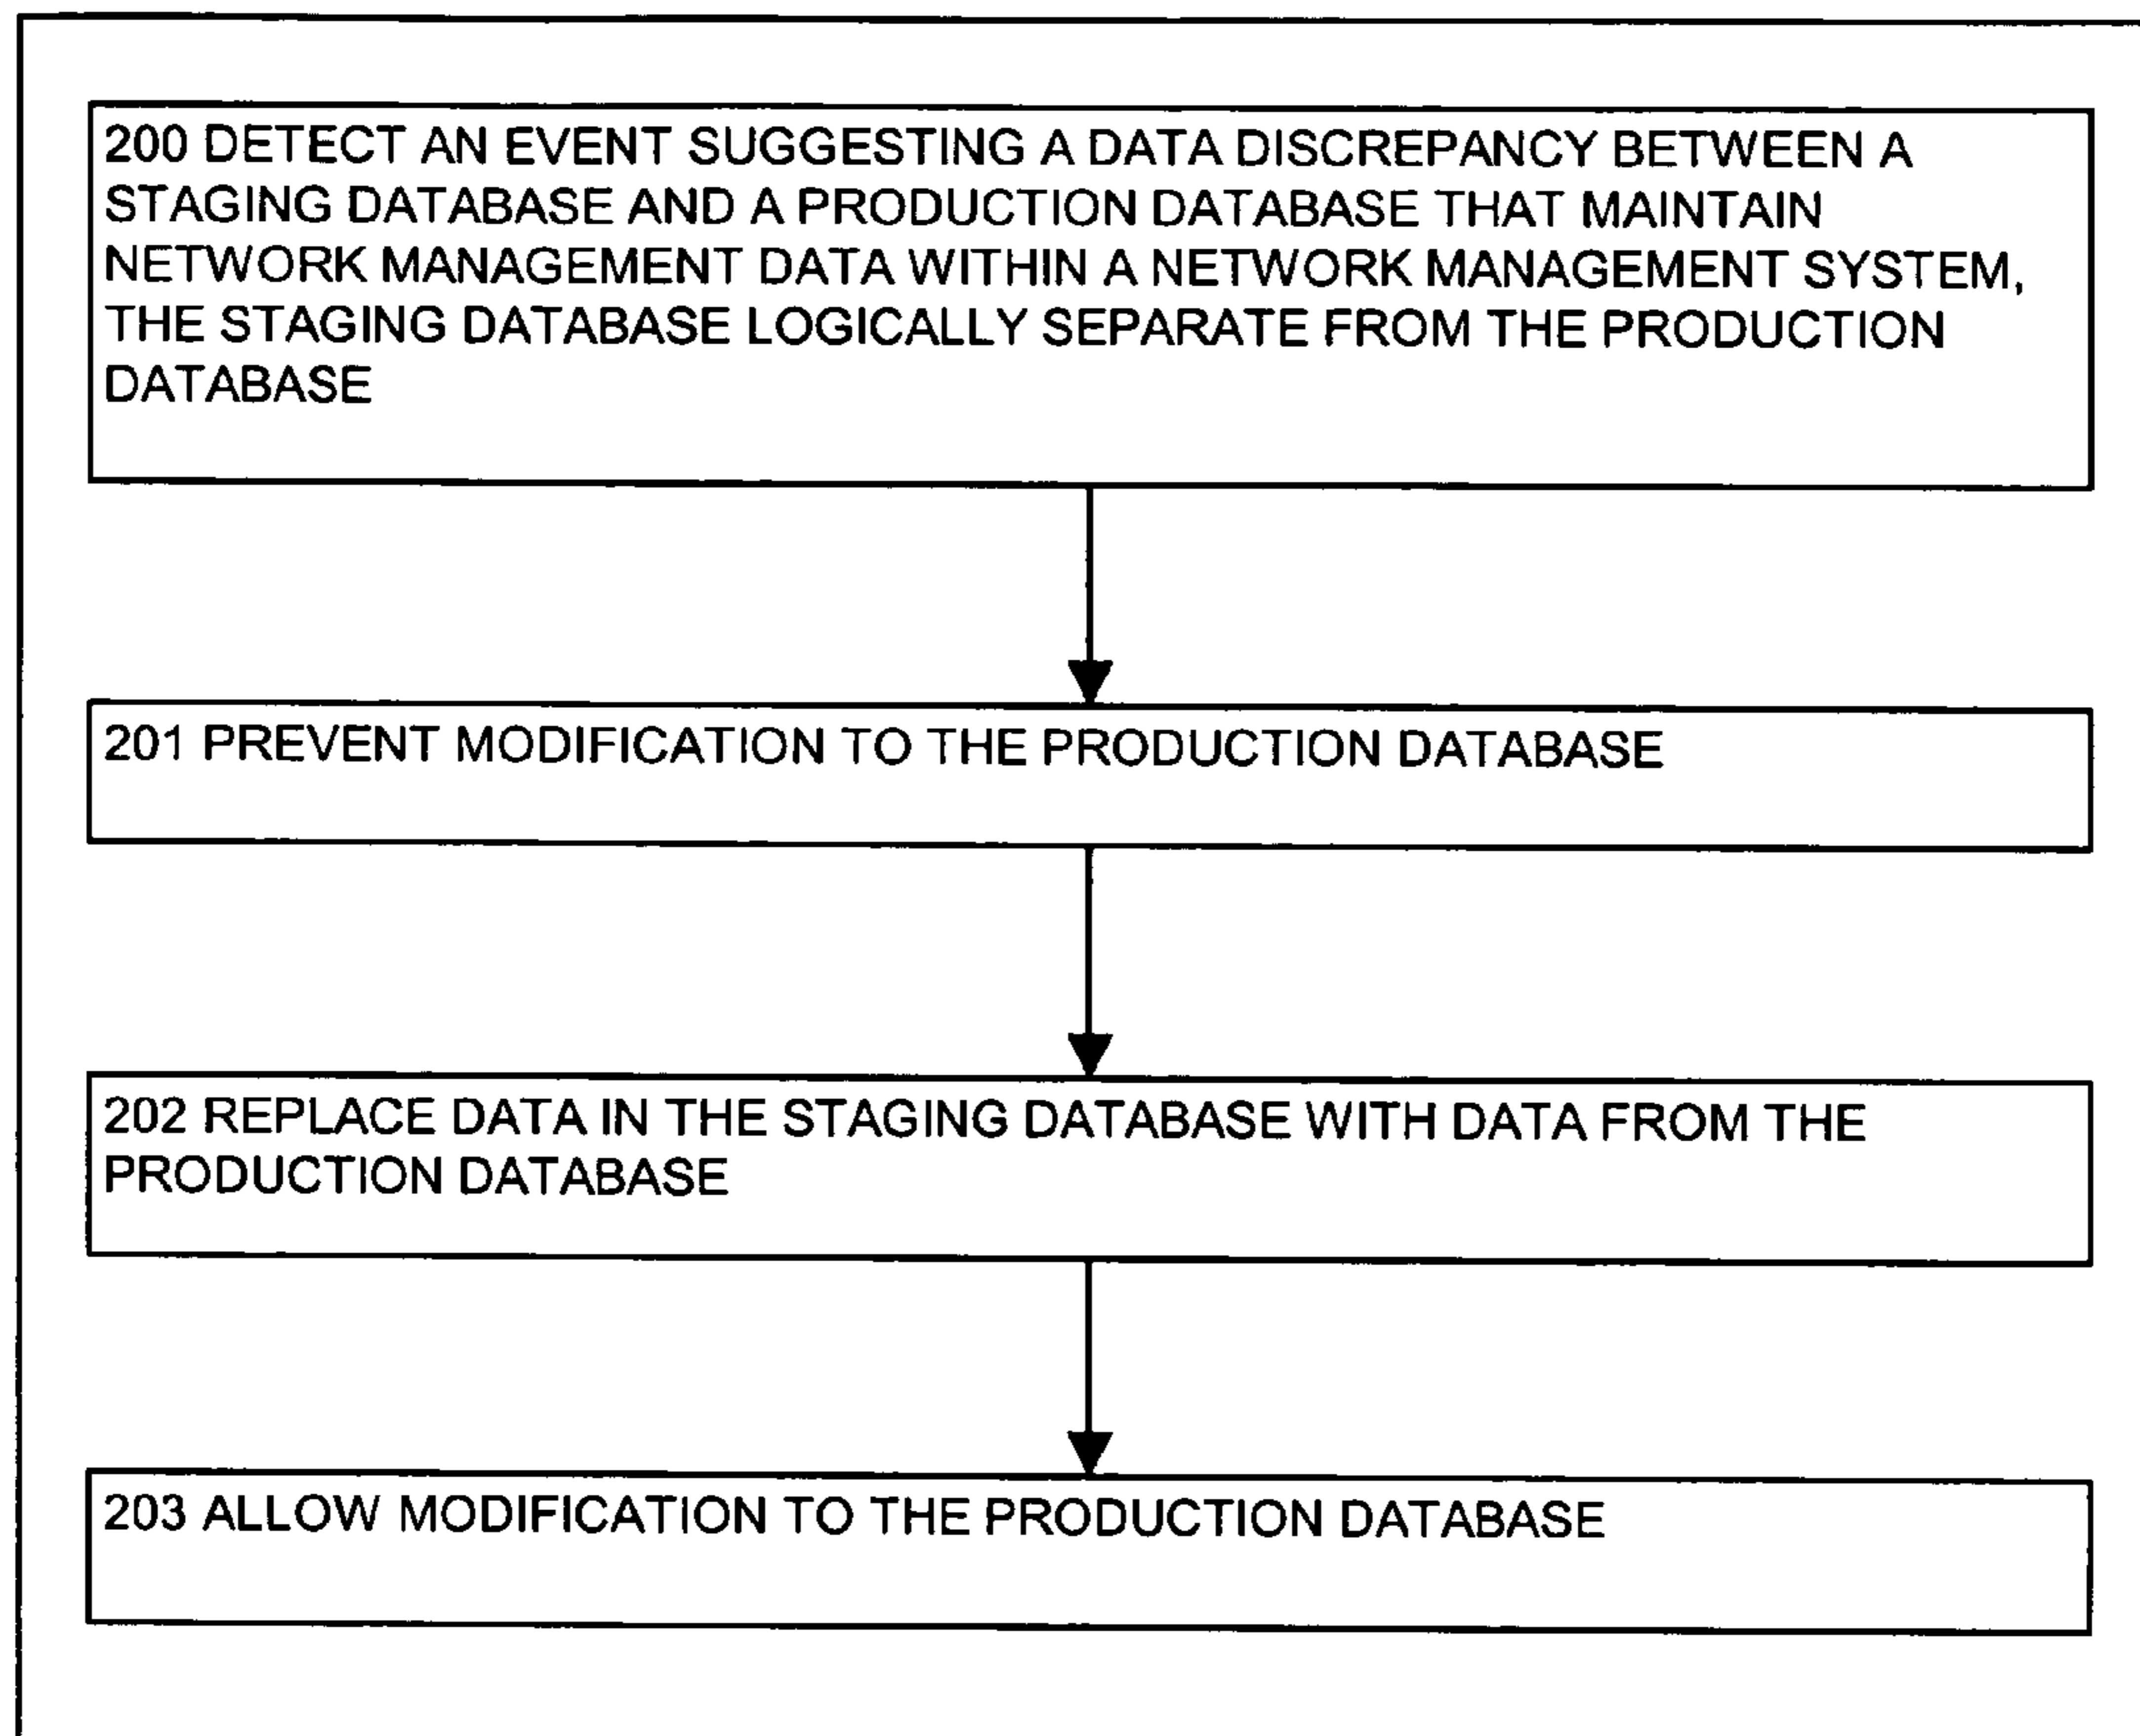 200 DETECT AN EVENT SUGGESTING A DATA DISCREPANCY BETWEEN A
STAGING DATABASE AND A PRODUCTION DATABASE THAT MAINTAIN
NETWORK MANAGEMENT DATA WITHIN A NETWORK MANAGEMENT SYSTEM,
THE STAGING DATABASE LOGICALLY SEPARATE FROM THE PRODUCTION
DATABASE
201 PREVENT MODIFICATION TO THE PRODUCTION DATABASE
202 REPLACE DATA IN THE STAGING DATABASE WITH DATA FROM THE
PRODUCTION DATABASE
203 ALLOW MODIFICATION TO THE PRODUCTION DATABASE